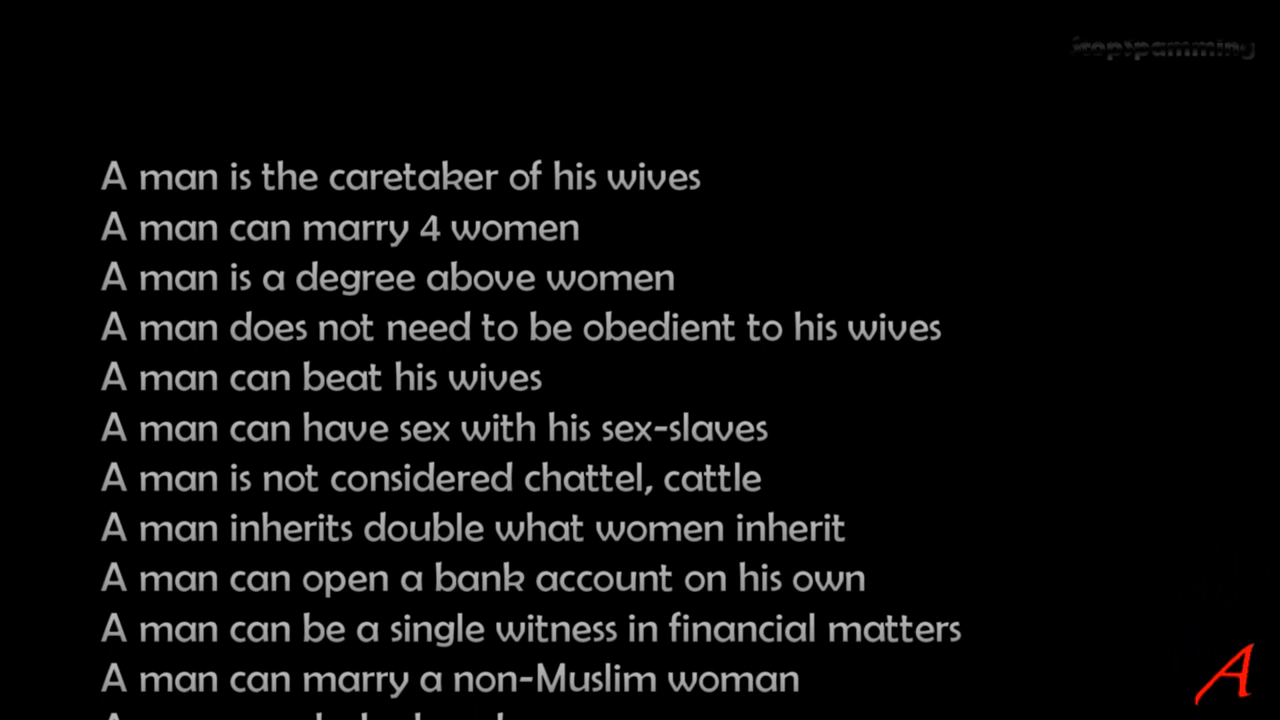 StopSpamming
A man is the caretaker of his wives
A man can marry 4 women
A man is a degree above women
A man does not need to be obedient to his wives
A man can beat his wives
A man can have sex with his sex-slaves
A man is not considered chattel, cattle
A man inherits double what women inherit
A man can open a bank account on his own
A man can be a single witness in financial matters
A man can marry a non-Muslim woman
A